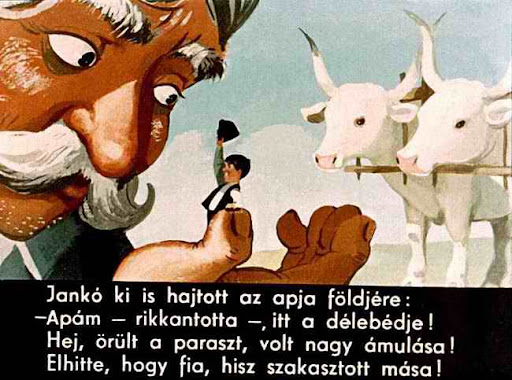 Jankó ki is hajtott az apja földjére:
–Apám – rikkantotta –, itt a délebédje!
Hej, örült a paraszt, volt nagy ámulása!
Elhitte, hogy fia, hisz szakasztott mása!